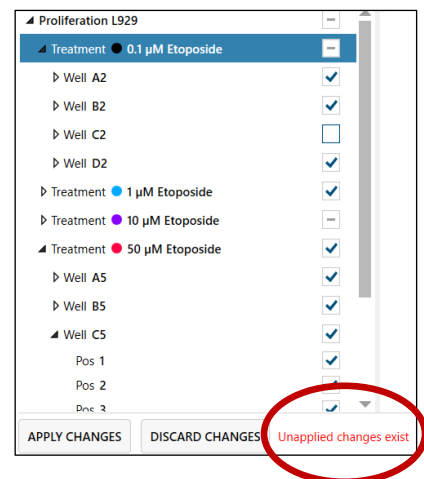 Proliferation L929
Treatment 0.1 µM Etoposide
Well A2
Well B2
Well C2
Well D2
Treatment 1 µM Etoposide
Treatment 10 µM Etoposide
Treatment 50 µM Etoposide
Well A5
Well B5
Well C5
Pos 1
Pos 2
Pos 3
APPLY CHANGES DISCARD CHANGES Unapplied changes exist